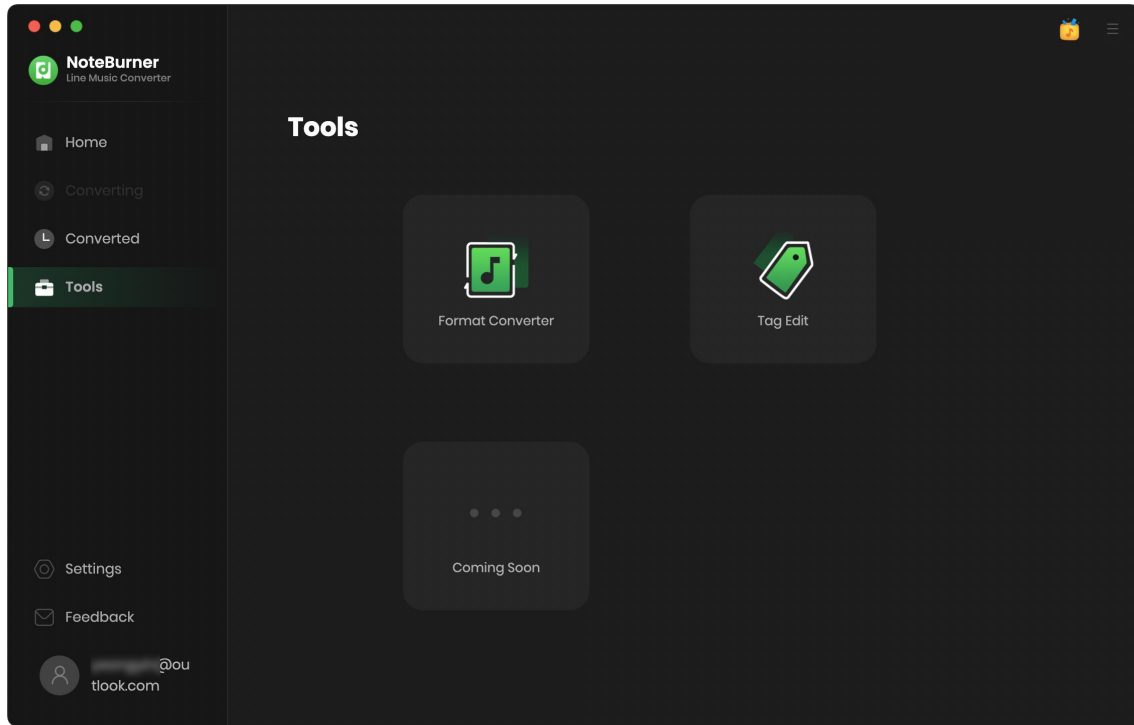 NoteBurner
Line Music Converter
Home
Converting
Converted
Tools
Settings
Feedback
@ou
tlook.com
Tools
Format Converter
Tag Edit
Coming Soon